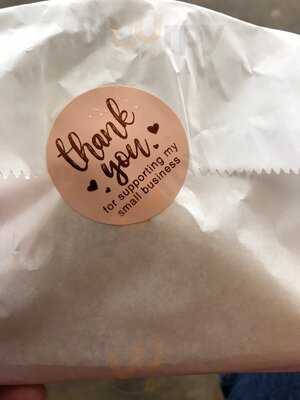 thank
you
for supporting my
small business